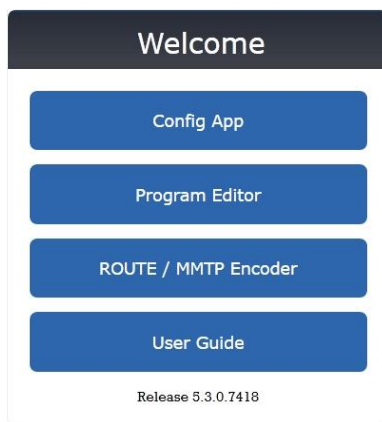 Welcome
Config App
Program Editor
ROUTE / MMTP Encoder
User Guide
Release 5.3.0.7418